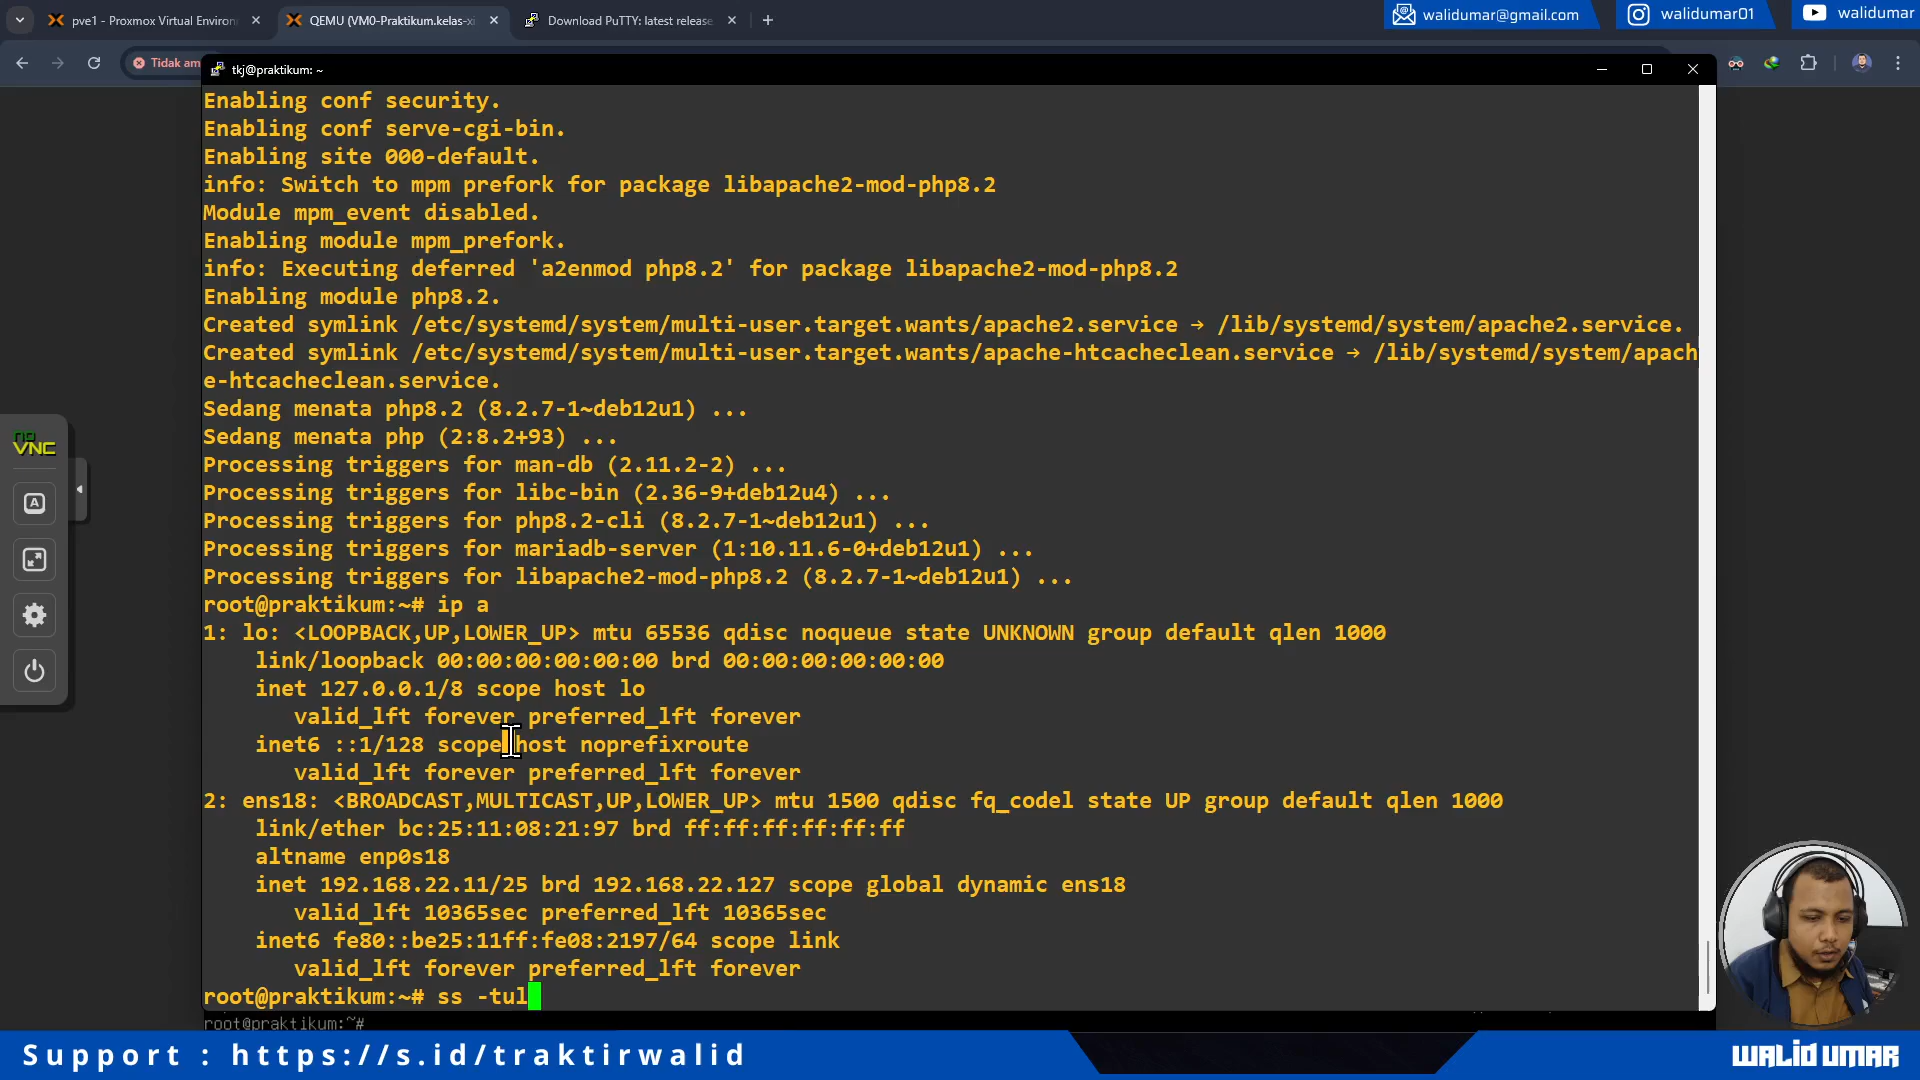 pve1 - Proxmox Virtual Environ
QEMU (VM0-Praktikum.kelas-xi
Download PuTTY: latest release
walidumar@gmail.com
walidumar01
walidumar
Tidak am
tkj@praktikum: ~
Enabling conf security.
Enabling conf serve-cgi-bin.
Enabling site 000-default.
info: Switch to mpm prefork for package libapache2-mod-php8.2
Module mpm_event disabled.
Enabling module mpm_prefork.
info: Executing deferred 'a2enmod php8.2' for package libapache2-mod-php8.2
Enabling module php8.2.
Created symlink /etc/systemd/system/multi-user.target.wants/apache2.service → /lib/systemd/system/apache2.service.
Created symlink /etc/systemd/system/multi-user.target.wants/apache-htcacheclean.service → /lib/systemd/system/apach
e-htcacheclean.service.
Sedang menata php8.2 (8.2.7-1~deb12u1) ...
Sedang menata php (2:8.2+93) ...
Processing triggers for man-db (2.11.2-2) ...
Processing triggers for libc-bin (2.36-9+deb12u4) ...
Processing triggers for php8.2-cli (8.2.7-1~deb12u1) ...
Processing triggers for mariadb-server (1:10.11.6-0+deb12u1) ...
Processing triggers for libapache2-mod-php8.2 (8.2.7-1~deb12u1) ...
root@praktikum:~# ip a
1: lo: <LOOPBACK,UP,LOWER_UP> mtu 65536 qdisc noqueue state UNKNOWN group default qlen 1000
link/loopback 00:00:00:00:00:00 brd 00:00:00:00:00:00
inet 127.0.0.1/8 scope host lo
valid_lft forever preferred_lft forever
inet6 ::1/128 scope host noprefixroute
valid_lft forever preferred_lft forever
2: ens18: <BROADCAST,MULTICAST,UP,LOWER_UP> mtu 1500 qdisc fq_codel state UP group default qlen 1000
link/ether bc:25:11:08:21:97 brd ff:ff:ff:ff:ff:ff
altname enp0s18
inet 192.168.22.11/25 brd 192.168.22.127 scope global dynamic ens18
valid_lft 10365sec preferred_lft 10365sec
inet6 fe80::be25:11ff:fe08:2197/64 scope link
valid_lft forever preferred_lft forever
root@praktikum:~# ss -tul
root@praktikum:~#
no
VNC
A
Support : https://s.id/traktirwalid
WALID UMAR